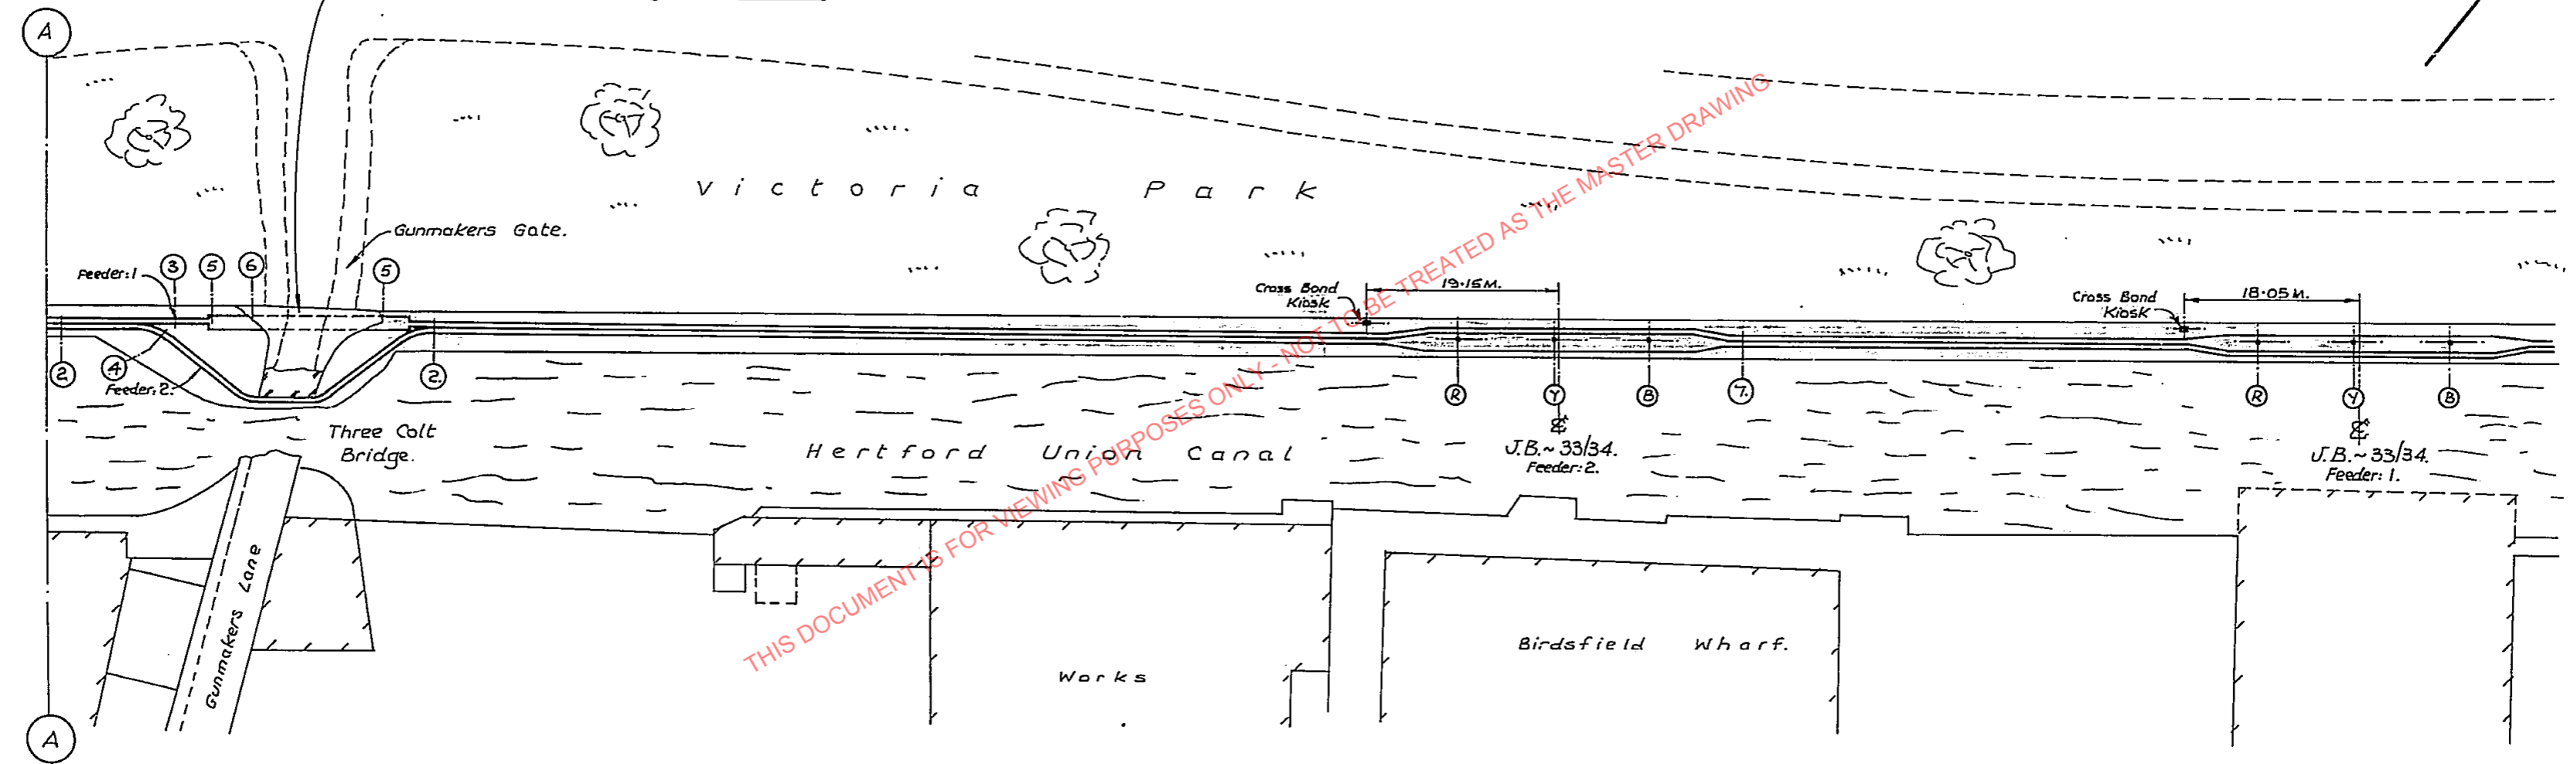 A
Victoria Park
Gunmakers Gate.
Feeder:1
3
5
6
5
Cross Bond
Kiosk
19·15M.
Cross Bond
Kiosk
18·05M.
2
4
Feeder:2.
2.
R
Y
B
7.
R
Y
B
Three Colt
Bridge.
Hertford Union Canal
J.B.~33/34.
Feeder:2.
J.B.~33/34.
Feeder:1.
Gunmakers Lane
Works
Birdsfield Wharf.
A
THIS DOCUMENT IS FOR VIEWING PURPOSES ONLY - NOT TO BE TREATED AS THE MASTER DRAWING